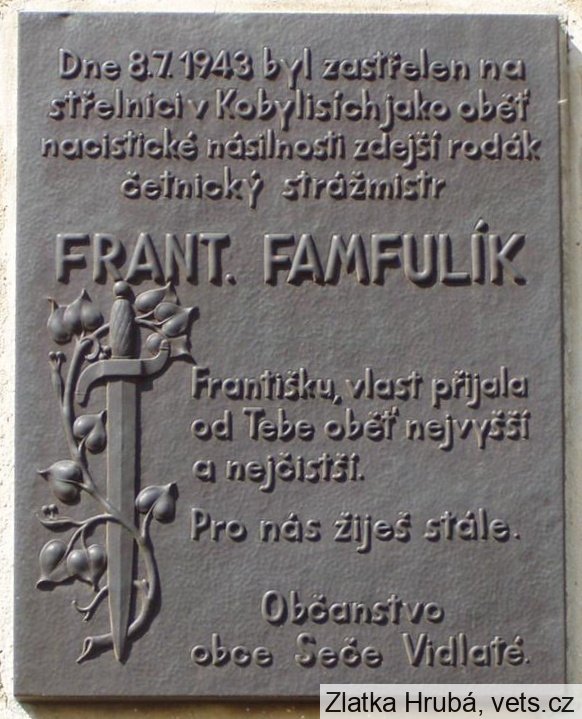 Dne 8.7. 1943 byl zastřelen na
střelnici v Kobylisích jako oběť
nacistické násilnosti zdejší rodák
četnický strážmistr
FRANT. FAMFULÍK
Františku, vlast přijala
od Tebe oběť nejvyšší
a nejčistší.
Pro nás žiješ stále.
Občanstvo
obce Seče Vidlaté.
Zlatka Hrubá, vets.cz